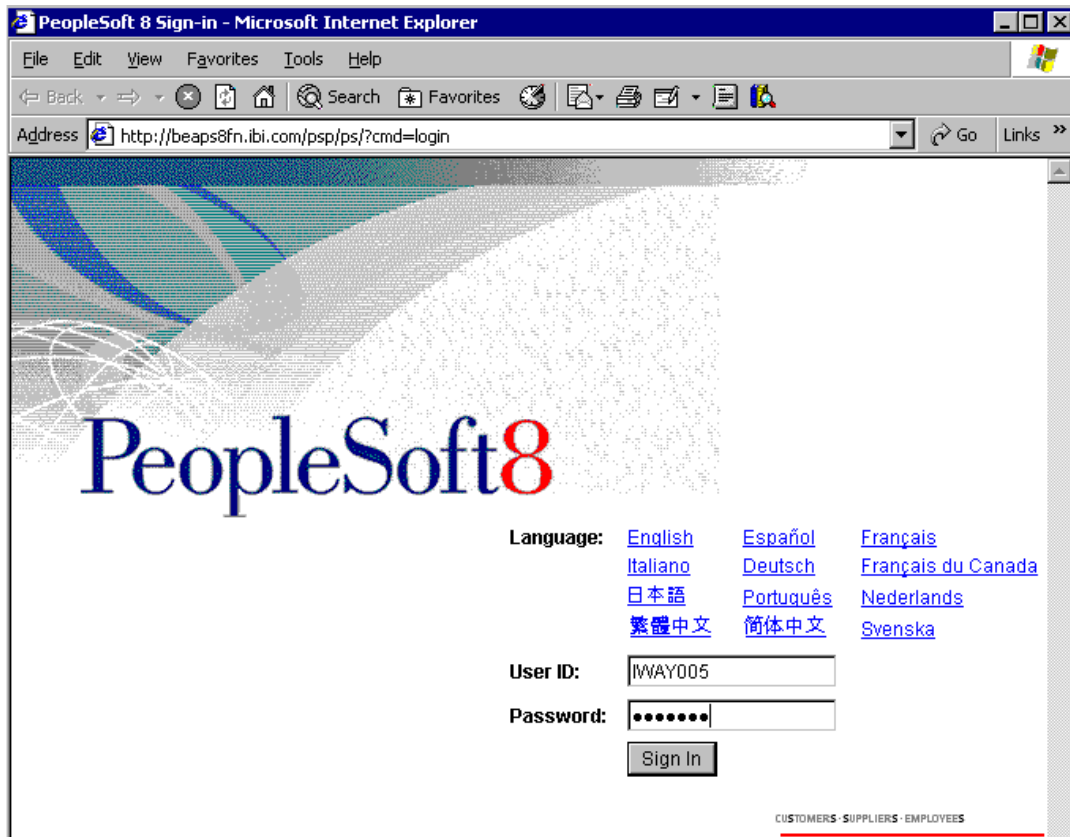 PeopleSoft 8 Sign-in - Microsoft Internet Explorer
File Edit View Favorites Tools Help
Back Search Favorites
Address http://beaps8fn.ibi.com/psp/ps/?cmd=login Go Links »
PeopleSoft8
Language: English Español Français
Italiano Deutsch Français du Canada
日本語 Português Nederlands
繁體中文 简体中文 Svenska
User ID: IWAY005
Password: •••••••
Sign In
CUSTOMERS · SUPPLIERS · EMPLOYEES